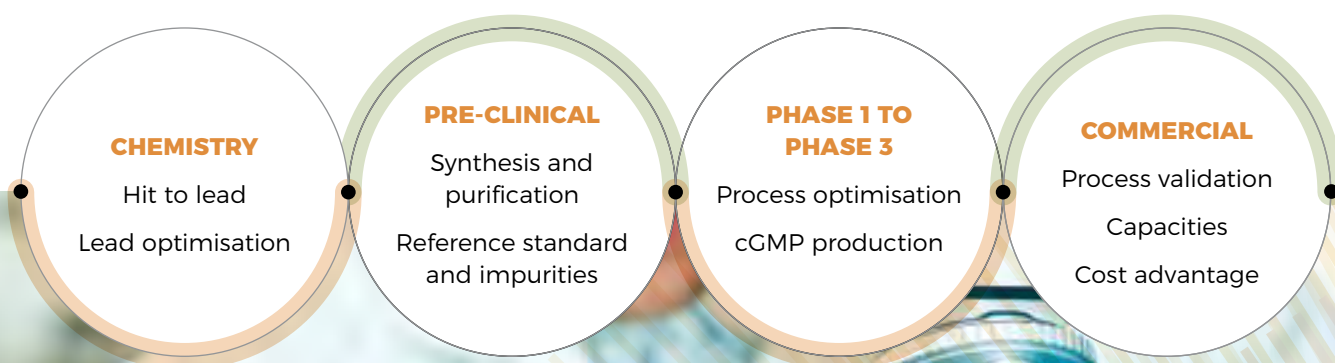 CHEMISTRY
Hit to lead
Lead optimisation
PRE-CLINICAL
Synthesis and
purification
Reference standard
and impurities
PHASE 1 TO
PHASE 3
Process optimisation
cGMP production
COMMERCIAL
Process validation
Capacities
Cost advantage